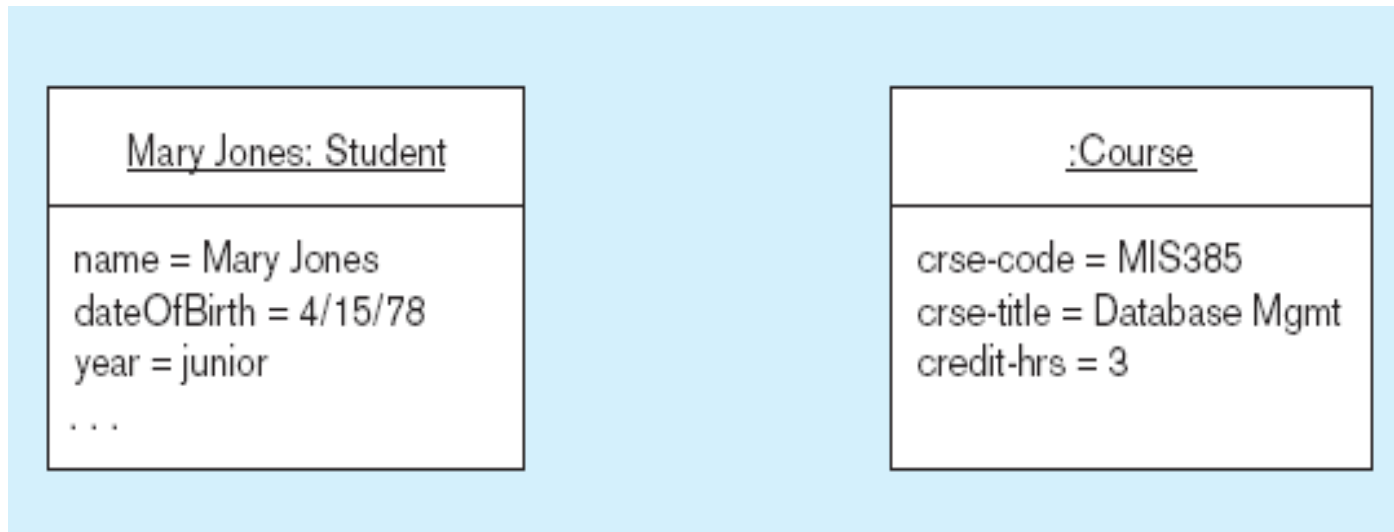 Mary Jones: Student
name = Mary Jones
dateOfBirth = 4/15/78
year = junior
. . .
:Course
crse-code = MIS385
crse-title = Database Mgmt
credit-hrs = 3